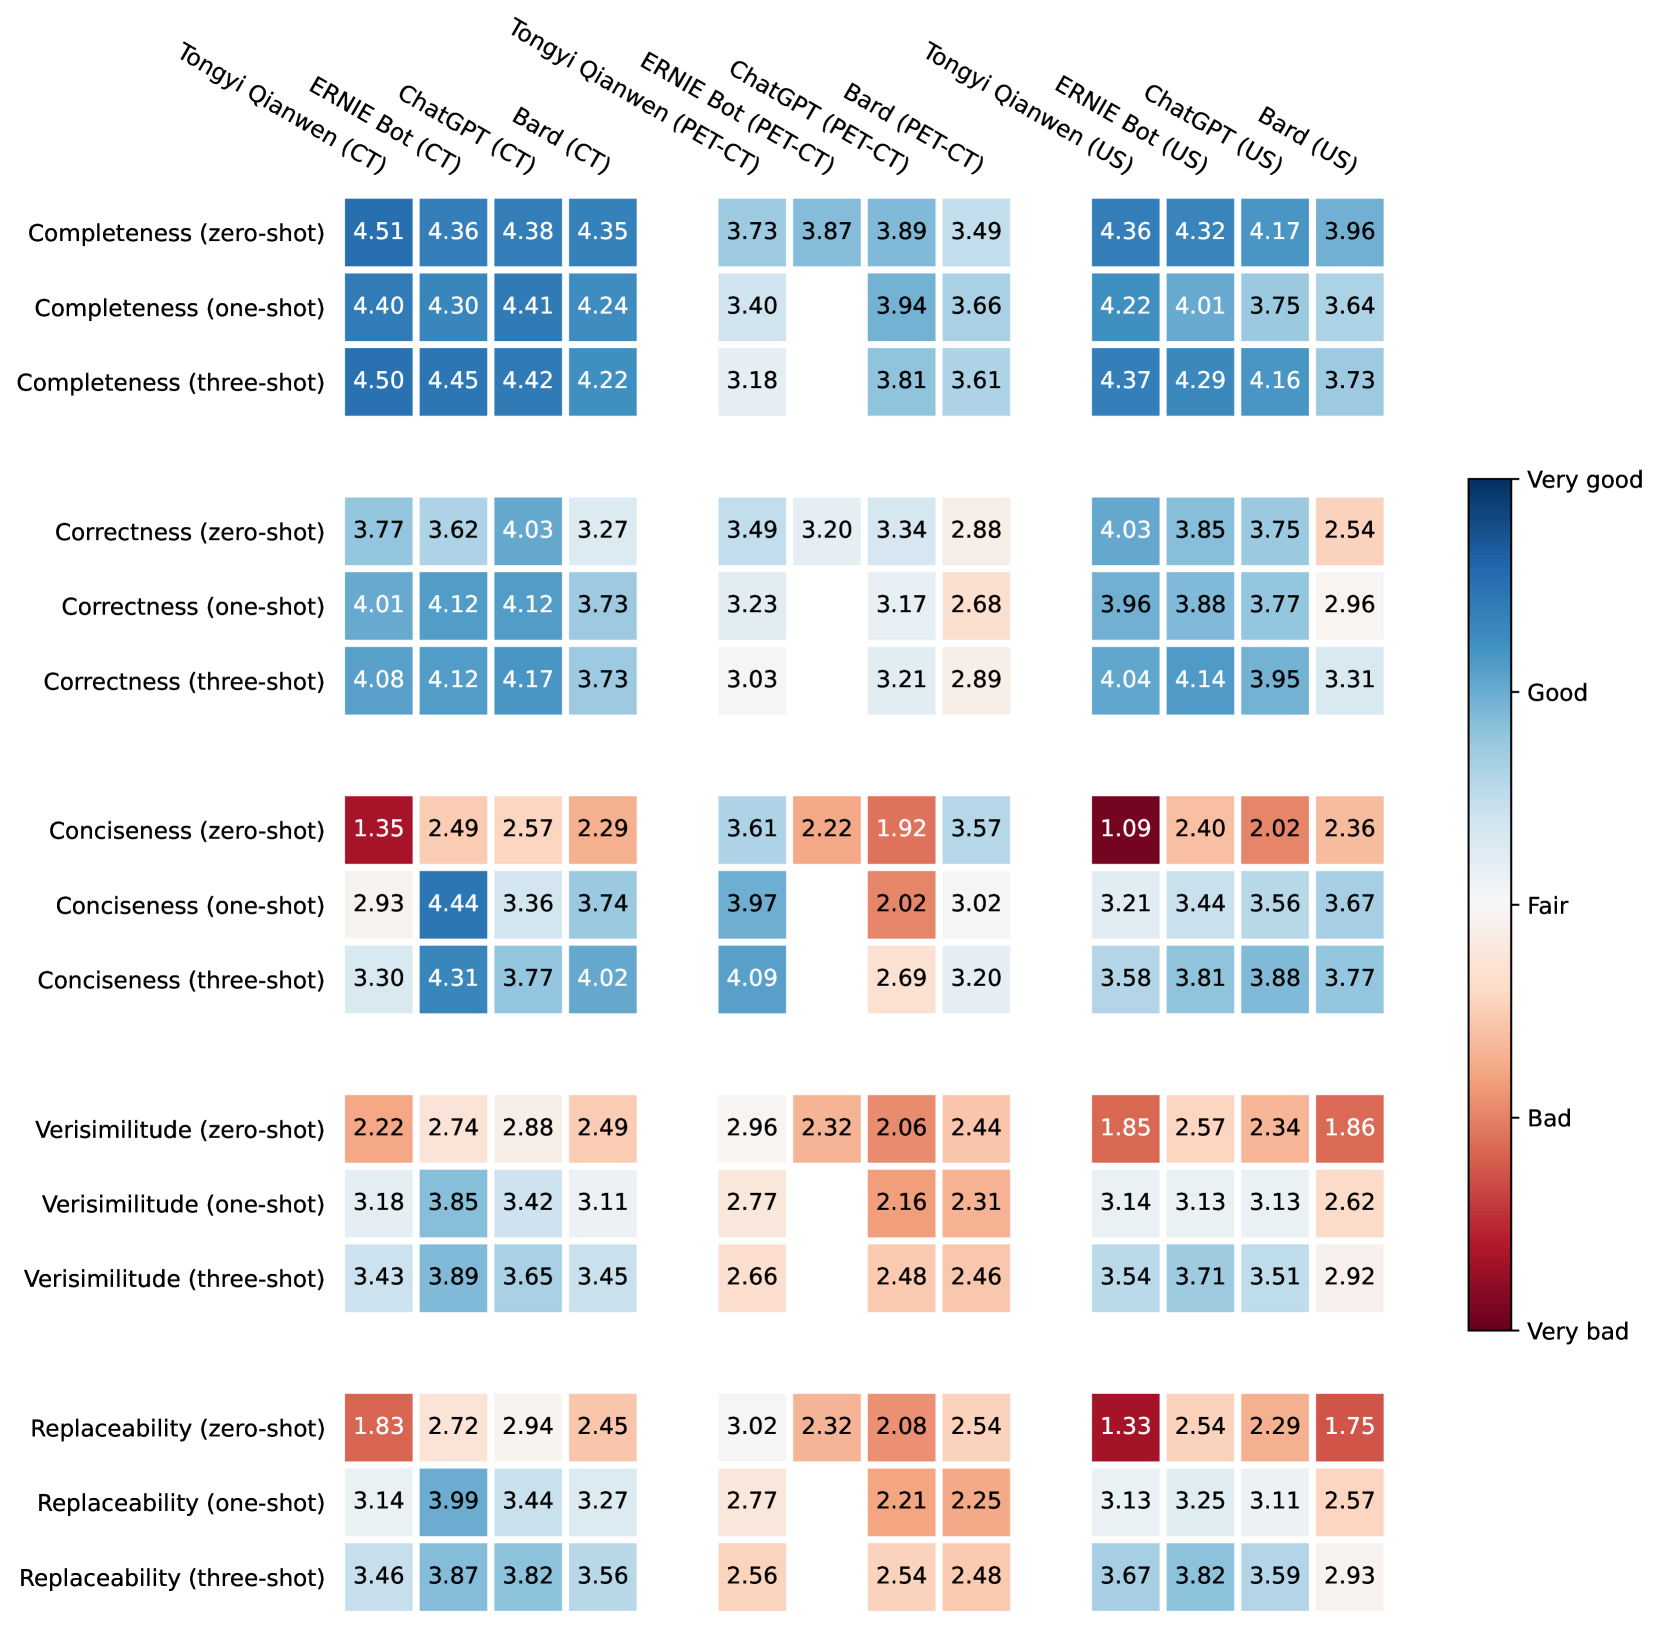 Tongyi Qianwen (CT)
ERNIE Bot (CT)
ChatGPT (CT)
Bard (CT)
Tongyi Qianwen (PET-CT)
ERNIE Bot (PET-CT)
ChatGPT (PET-CT)
Bard (PET-CT)
Tongyi Qianwen (US)
ERNIE Bot (US)
ChatGPT (US)
Bard (US)
Completeness (zero-shot) 4.51 4.36 4.38 4.35 3.73 3.87 3.89 3.49 4.36 4.32 4.17 3.96
Completeness (one-shot) 4.40 4.30 4.41 4.24 3.40 3.94 3.66 4.22 4.01 3.75 3.64
Completeness (three-shot) 4.50 4.45 4.42 4.22 3.18 3.81 3.61 4.37 4.29 4.16 3.73
Correctness (zero-shot) 3.77 3.62 4.03 3.27 3.49 3.20 3.34 2.88 4.03 3.85 3.75 2.54
Correctness (one-shot) 4.01 4.12 4.12 3.73 3.23 3.17 2.68 3.96 3.88 3.77 2.96
Correctness (three-shot) 4.08 4.12 4.17 3.73 3.03 3.21 2.89 4.04 4.14 3.95 3.31
Conciseness (zero-shot) 1.35 2.49 2.57 2.29 3.61 2.22 1.92 3.57 1.09 2.40 2.02 2.36
Conciseness (one-shot) 2.93 4.44 3.36 3.74 3.97 2.02 3.02 3.21 3.44 3.56 3.67
Conciseness (three-shot) 3.30 4.31 3.77 4.02 4.09 2.69 3.20 3.58 3.81 3.88 3.77
Verisimilitude (zero-shot) 2.22 2.74 2.88 2.49 2.96 2.32 2.06 2.44 1.85 2.57 2.34 1.86
Verisimilitude (one-shot) 3.18 3.85 3.42 3.11 2.77 2.16 2.31 3.14 3.13 3.13 2.62
Verisimilitude (three-shot) 3.43 3.89 3.65 3.45 2.66 2.48 2.46 3.54 3.71 3.51 2.92
Replaceability (zero-shot) 1.83 2.72 2.94 2.45 3.02 2.32 2.08 2.54 1.33 2.54 2.29 1.75
Replaceability (one-shot) 3.14 3.99 3.44 3.27 2.77 2.21 2.25 3.13 3.25 3.11 2.57
Replaceability (three-shot) 3.46 3.87 3.82 3.56 2.56 2.54 2.48 3.67 3.82 3.59 2.93
Very good
Good
Fair
Bad
Very bad